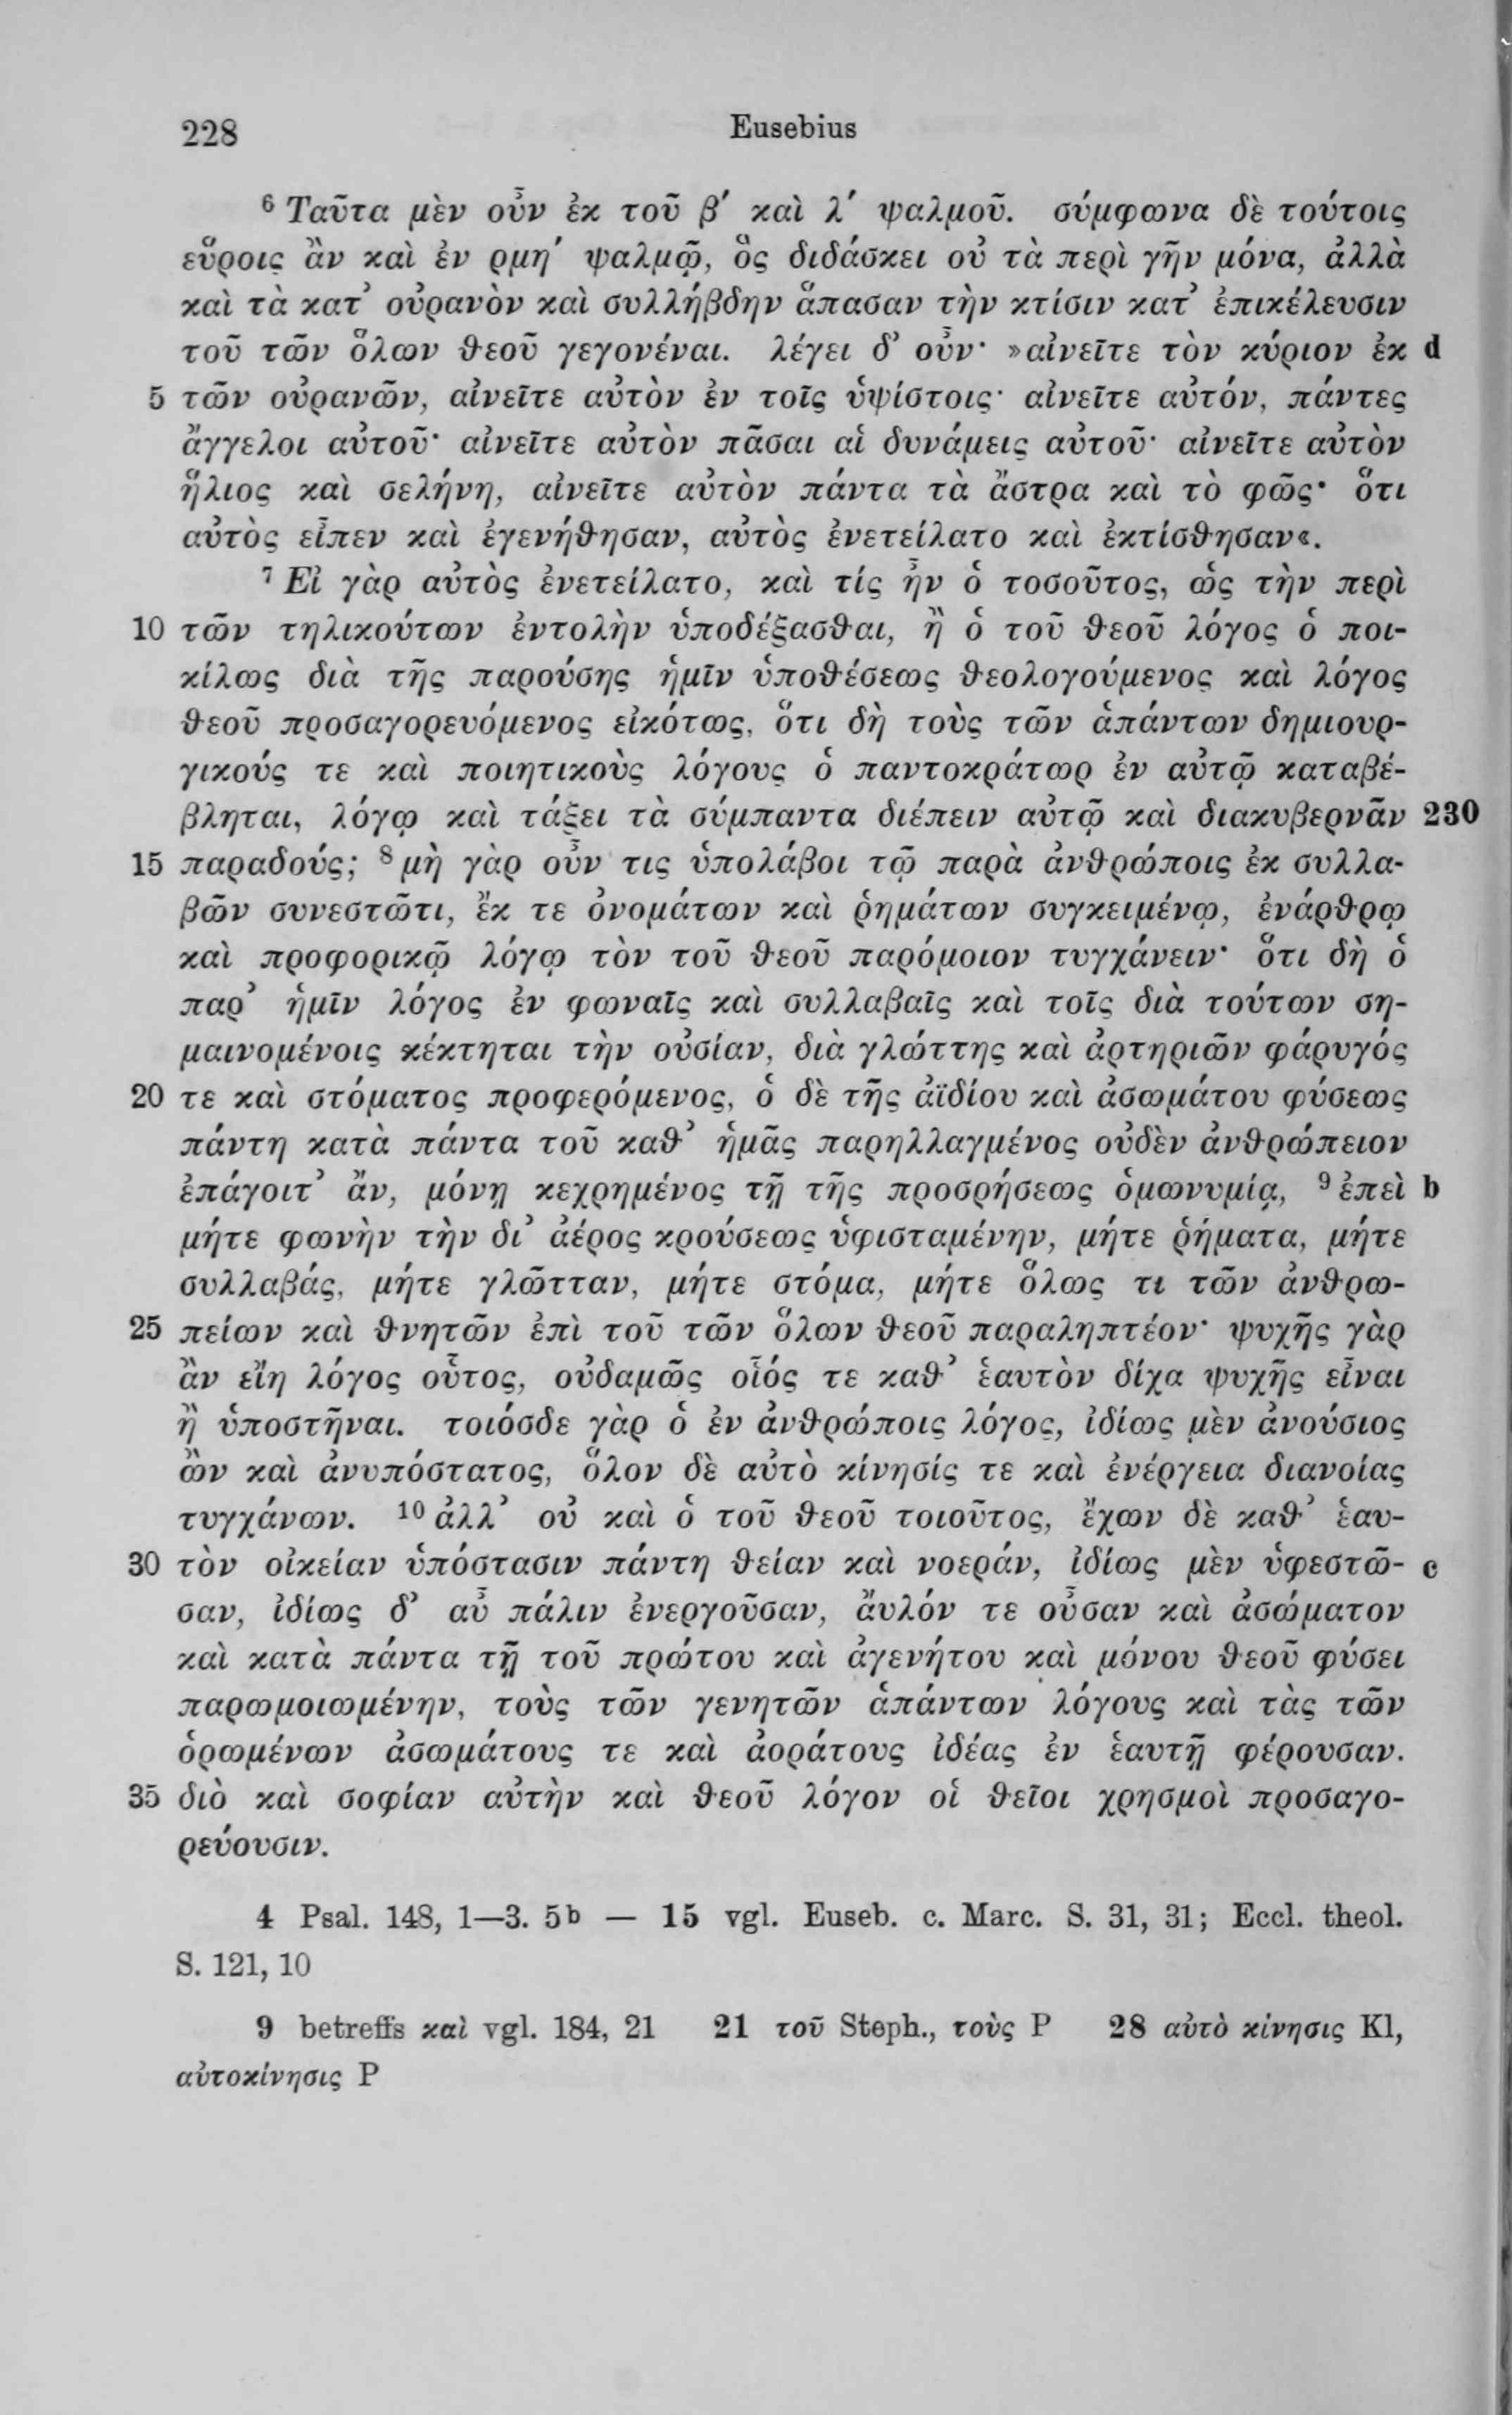 228 Eusebius
⁶ Ταῦτα μὲν οὖν ἐκ τοῦ β′ καὶ λ′ ψαλμοῦ. σύμφωνα δὲ τούτοις
εὕροις ἂν καὶ ἐν ρμη′ ψαλμῷ, ὃς διδάσκει οὐ τὰ περὶ γῆν μόνα, ἀλλὰ
καὶ τὰ κατ’ οὐρανὸν καὶ συλλήβδην ἅπασαν τὴν κτίσιν κατ’ ἐπικέλευσιν
τοῦ τῶν ὅλων θεοῦ γεγονέναι. λέγει δ’ οὖν· »αἰνεῖτε τὸν κύριον ἐκ d
5 τῶν οὐρανῶν, αἰνεῖτε αὐτὸν ἐν τοῖς ὑψίστοις· αἰνεῖτε αὐτόν, πάντες
ἄγγελοι αὐτοῦ· αἰνεῖτε αὐτὸν πᾶσαι αἱ δυνάμεις αὐτοῦ· αἰνεῖτε αὐτὸν
ἥλιος καὶ σελήνη, αἰνεῖτε αὐτὸν πάντα τὰ ἄστρα καὶ τὸ φῶς· ὅτι
αὐτὸς εἶπεν καὶ ἐγενήθησαν, αὐτὸς ἐνετείλατο καὶ ἐκτίσθησαν«.
⁷ Εἰ γὰρ αὐτὸς ἐνετείλατο, καὶ τίς ἦν ὁ τοσοῦτος, ὡς τὴν περὶ
10 τῶν τηλικούτων ἐντολὴν ὑποδέξασθαι, ἢ ὁ τοῦ θεοῦ λόγος ὁ ποι-
κίλως διὰ τῆς παρούσης ἡμῖν ὑποθέσεως θεολογούμενος καὶ λόγος
θεοῦ προσαγορευόμενος εἰκότως, ὅτι δὴ τοὺς τῶν ἁπάντων δημιουρ-
γικούς τε καὶ ποιητικοὺς λόγους ὁ παντοκράτωρ ἐν αὐτῷ καταβέ-
βληται, λόγῳ καὶ τάξει τὰ σύμπαντα διέπειν αὐτῷ καὶ διακυβερνᾶν 230
15 παραδούς; ⁸ μὴ γὰρ οὖν τις ὑπολάβοι τῷ παρὰ ἀνθρώποις ἐκ συλλα-
βῶν συνεστῶτι, ἔκ τε ὀνομάτων καὶ ῥημάτων συγκειμένῳ, ἐνάρθρῳ
καὶ προφορικῷ λόγῳ τὸν τοῦ θεοῦ παρόμοιον τυγχάνειν· ὅτι δὴ ὁ
παρ’ ἡμῖν λόγος ἐν φωναῖς καὶ συλλαβαῖς καὶ τοῖς διὰ τούτων ση-
μαινομένοις κέκτηται τὴν οὐσίαν, διὰ γλώττης καὶ ἀρτηριῶν φάρυγός
20 τε καὶ στόματος προφερόμενος, ὁ δὲ τῆς ἀϊδίου καὶ ἀσωμάτου φύσεως
πάντη κατὰ πάντα τοῦ καθ’ ἡμᾶς παρηλλαγμένος οὐδὲν ἀνθρώπειον
ἐπάγοιτ’ ἄν, μόνῃ κεχρημένος τῇ τῆς προσρήσεως ὁμωνυμίᾳ, ⁹ ἐπεὶ b
μήτε φωνὴν τὴν δι’ ἀέρος κρούσεως ὑφισταμένην, μήτε ῥήματα, μήτε
συλλαβάς, μήτε γλῶτταν, μήτε στόμα, μήτε ὅλως τι τῶν ἀνθρω-
25 πείων καὶ θνητῶν ἐπὶ τοῦ τῶν ὅλων θεοῦ παραληπτέον· ψυχῆς γὰρ
ἂν εἴη λόγος οὗτος, οὐδαμῶς οἷός τε καθ’ ἑαυτὸν δίχα ψυχῆς εἶναι
ἢ ὑποστῆναι. τοιόσδε γὰρ ὁ ἐν ἀνθρώποις λόγος, ἰδίως μὲν ἀνούσιος
ὢν καὶ ἀνυπόστατος, ὅλον δὲ αὐτὸ κίνησίς τε καὶ ἐνέργεια διανοίας
τυγχάνων. ¹⁰ ἀλλ’ οὐ καὶ ὁ τοῦ θεοῦ τοιοῦτος, ἔχων δὲ καθ’ ἑαυ-
30 τὸν οἰκείαν ὑπόστασιν πάντη θείαν καὶ νοεράν, ἰδίως μὲν ὑφεστῶ- c
σαν, ἰδίως δ’ αὖ πάλιν ἐνεργοῦσαν, ἄυλόν τε οὖσαν καὶ ἀσώματον
καὶ κατὰ πάντα τῇ τοῦ πρώτου καὶ ἀγενήτου καὶ μόνου θεοῦ φύσει
παρωμοιωμένην, τοὺς τῶν γενητῶν ἁπάντων λόγους καὶ τὰς τῶν
ὁρωμένων ἀσωμάτους τε καὶ ἀοράτους ἰδέας ἐν ἑαυτῇ φέρουσαν.
35 διὸ καὶ σοφίαν αὐτὴν καὶ θεοῦ λόγον οἱ θεῖοι χρησμοὶ προσαγο-
ρεύουσιν.
4 Psal. 148, 1—3. 5ᵇ — 15 vgl. Euseb. c. Marc. S. 31, 31; Eccl. theol.
S. 121, 10
9 betreffs καὶ vgl. 184, 21 21 τοῦ Steph., τοὺς P 28 αὐτὸ κίνησις Kl,
αὐτοκίνησις P